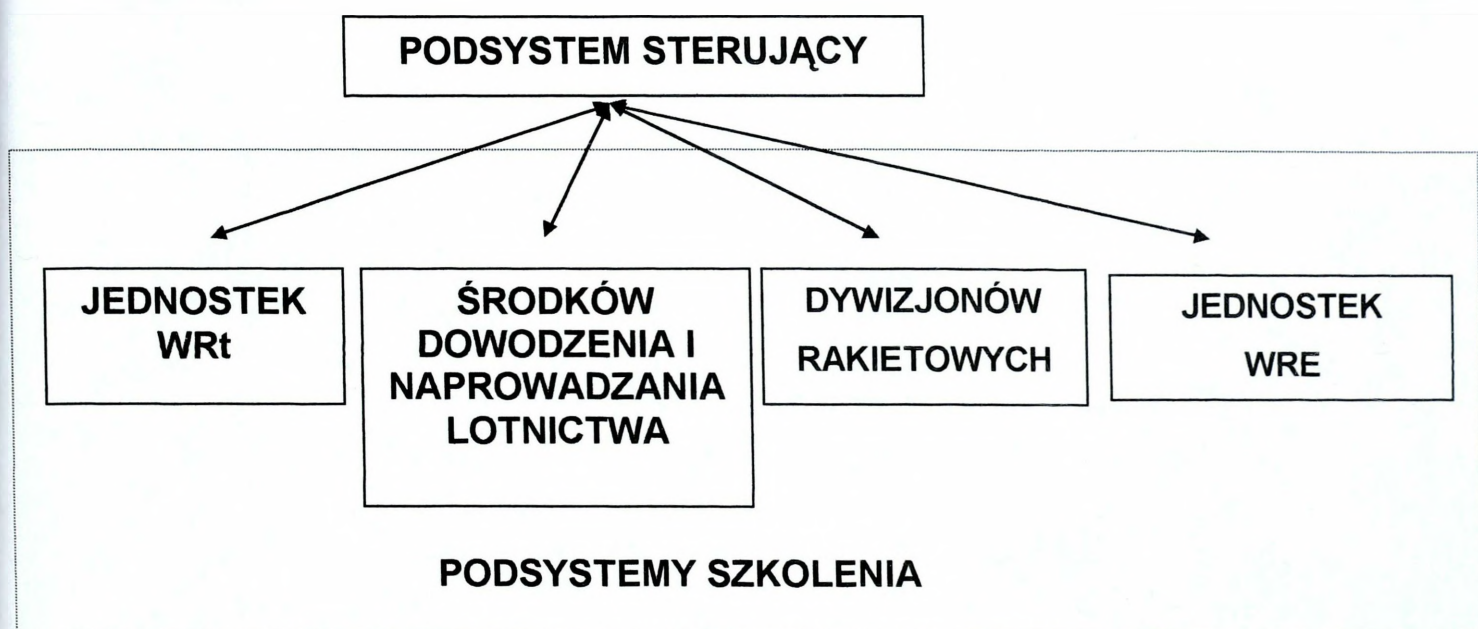 PODSYSTEM STERUJĄCY
JEDNOSTEK
WRt
ŚRODKÓW
DOWODZENIA I
NAPROWADZANIA
LOTNICTWA
DYWIZJONÓW
RAKIETOWYCH
JEDNOSTEK
WRE
PODSYSTEMY SZKOLENIA